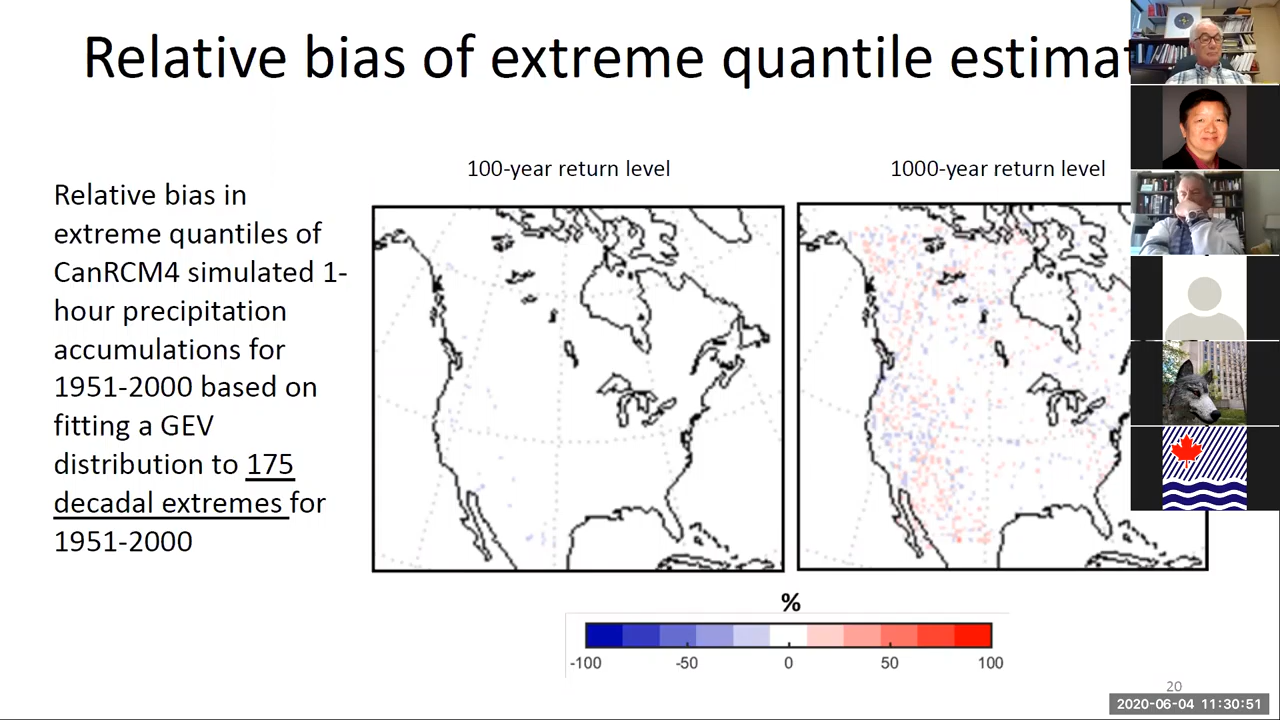 Relative bias of extreme quantile estimat
100-year return level
1000-year return level
Relative bias in
extreme quantiles of
CanRCM4 simulated 1-
hour precipitation
accumulations for
1951-2000 based on
fitting a GEV
distribution to 175
decadal extremes for
1951-2000
%
-100
-50
0
50
100
20
2020-06-04 11:30:51